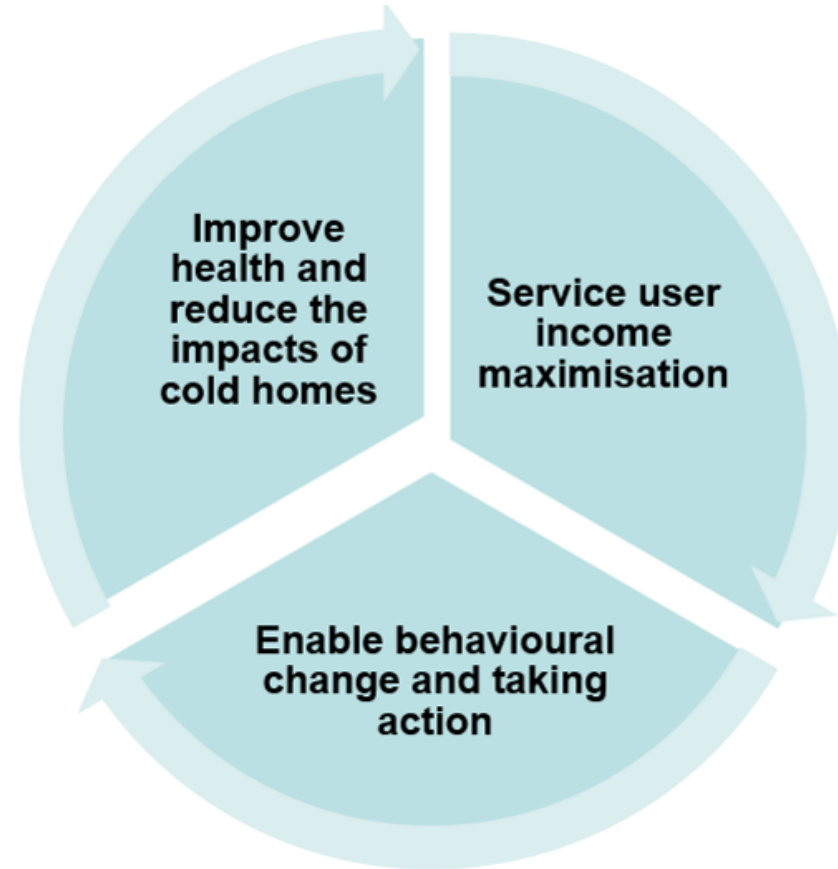 Improve
health and
reduce the
impacts of
cold homes
Service user
income
maximisation
Enable behavioural
change and taking
action